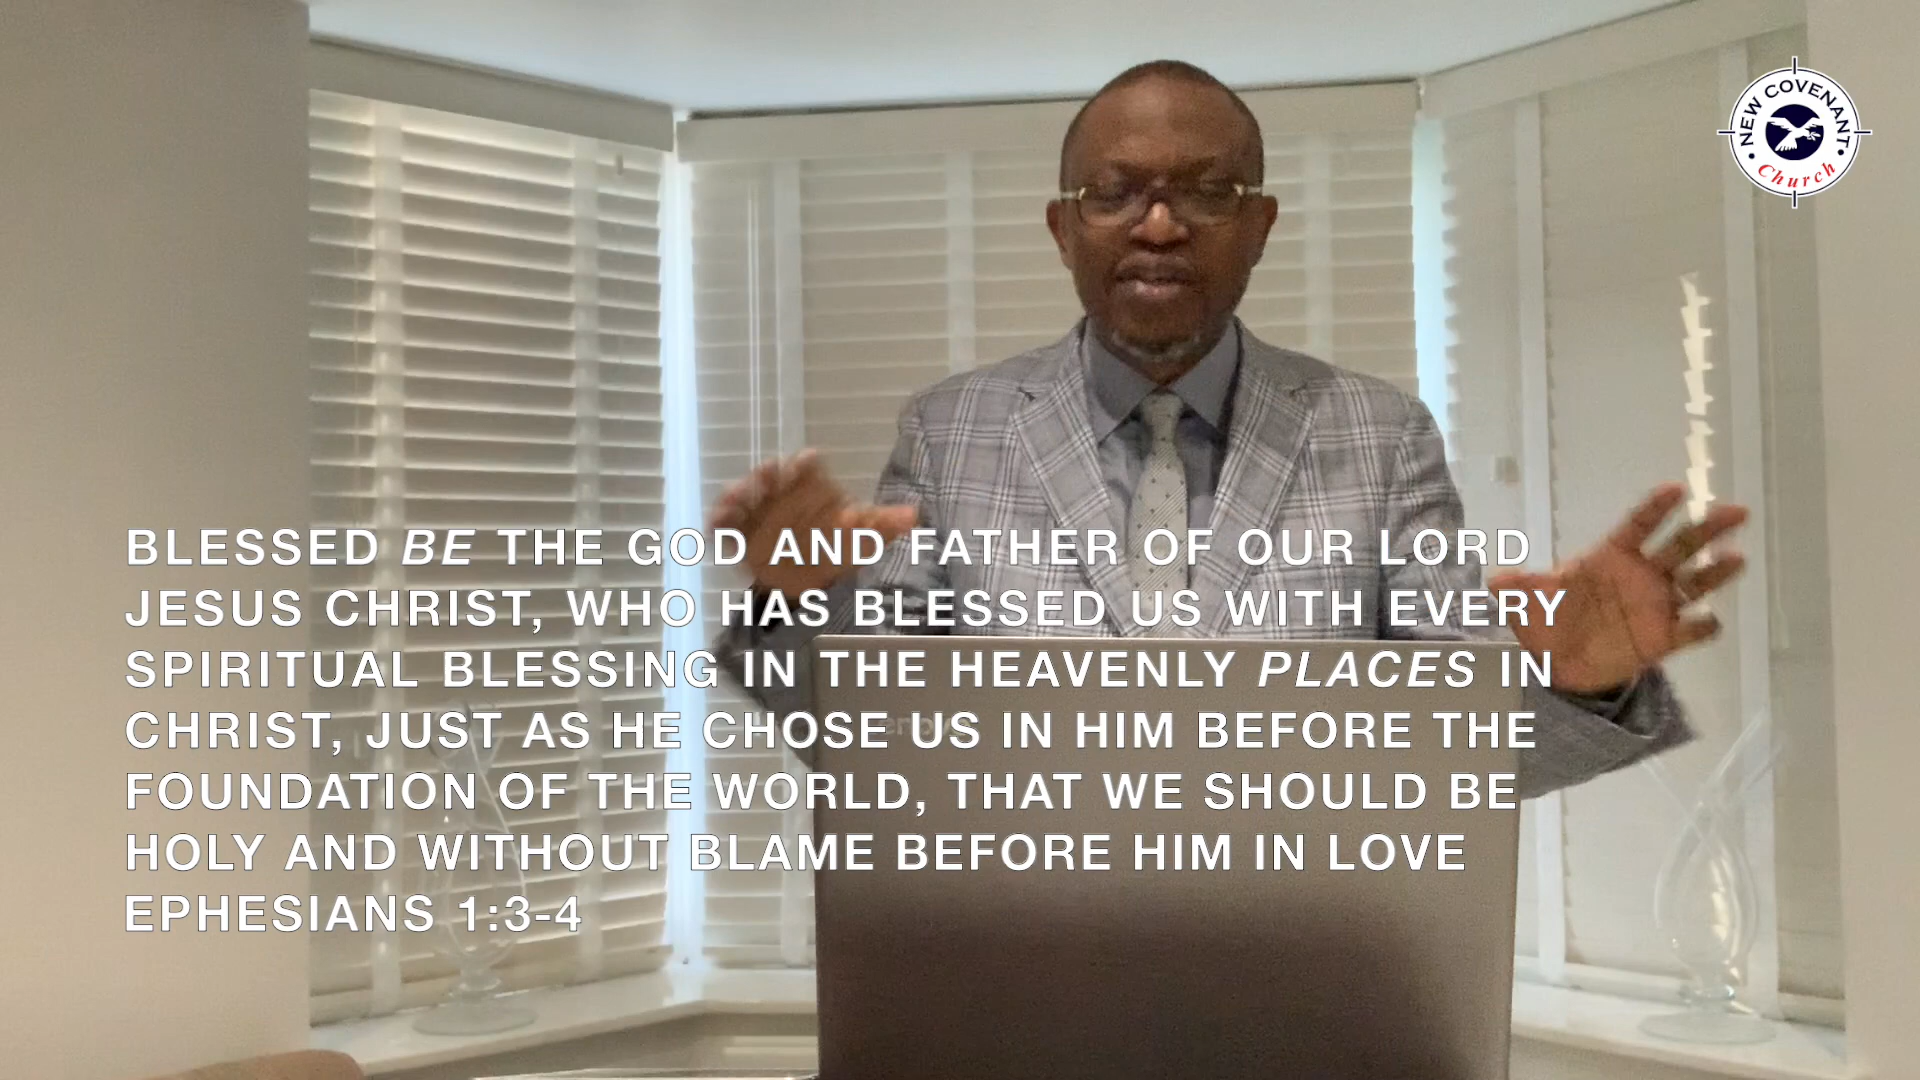 NEW COVENANT
Church
BLESSED BE THE GOD AND FATHER OF OUR LORD
JESUS CHRIST, WHO HAS BLESSED US WITH EVERY
SPIRITUAL BLESSING IN THE HEAVENLY PLACES IN
CHRIST, JUST AS HE CHOSE US IN HIM BEFORE THE
FOUNDATION OF THE WORLD, THAT WE SHOULD BE
HOLY AND WITHOUT BLAME BEFORE HIM IN LOVE
EPHESIANS 1:3-4